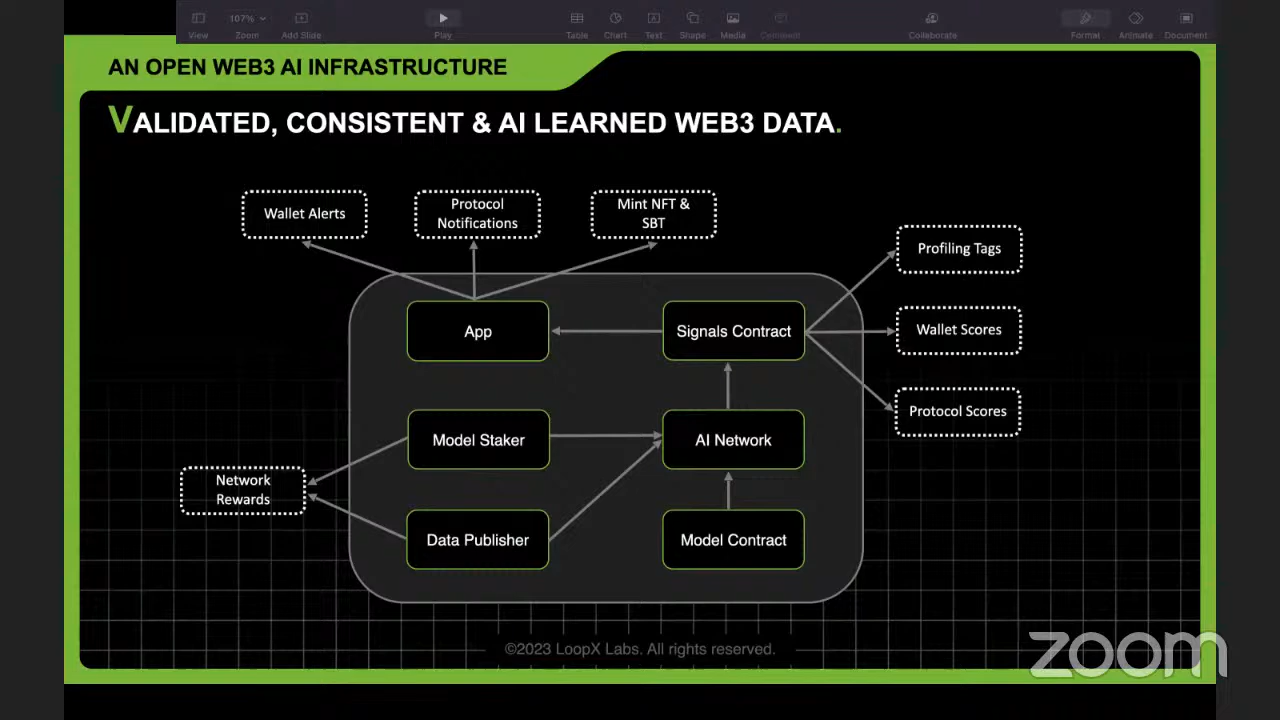 View
107%
Zoom
Add Slide
Play
Table
Chart
Text
Shape
Media
Comment
Collaborate
Format
Animate
Document
AN OPEN WEB3 AI INFRASTRUCTURE
VALIDATED, CONSISTENT & AI LEARNED WEB3 DATA.
Wallet Alerts
Protocol
Notifications
Mint NFT &
SBT
Profiling Tags
App
Signals Contract
Wallet Scores
Protocol Scores
Model Staker
AI Network
Network
Rewards
Data Publisher
Model Contract
©2023 LoopX Labs. All rights reserved.
zoom